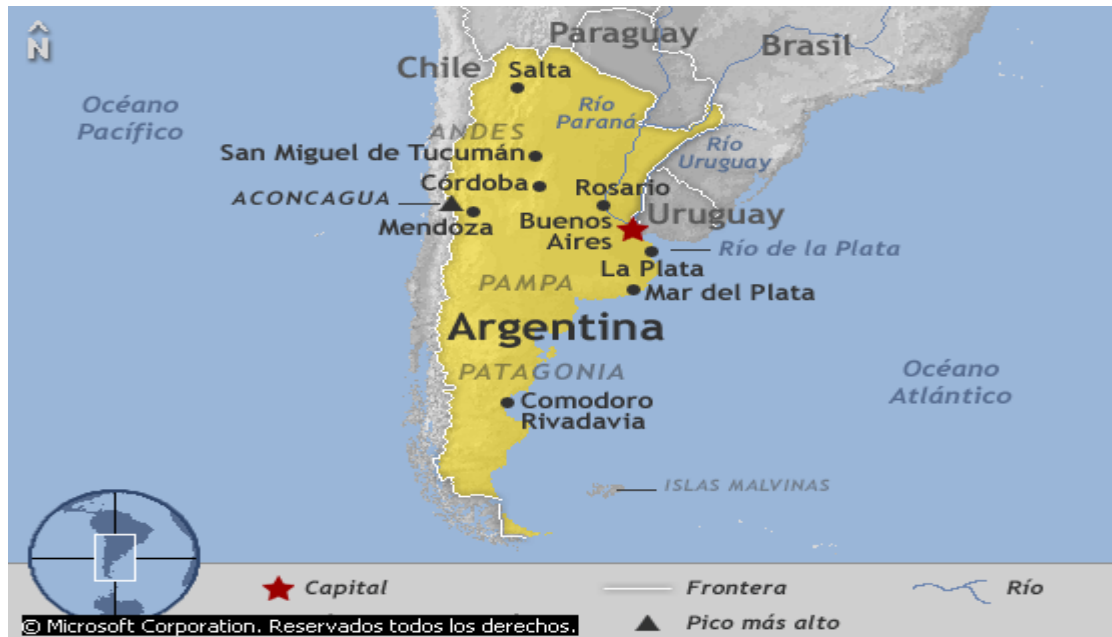 N
Paraguay
Brasil
Chile
Salta
Océano
Pacífico
Río
Paraná
ANDES
San Miguel de Tucumán
Río
Uruguay
Córdoba
Rosario
ACONCAGUA
Mendoza
Buenos
Aires
Uruguay
Río de la Plata
La Plata
PAMPA
Mar del Plata
Argentina
PATAGONIA
Océano
Atlántico
Comodoro
Rivadavia
ISLAS MALVINAS
Capital
Frontera
Río
Pico más alto
© Microsoft Corporation. Reservados todos los derechos.